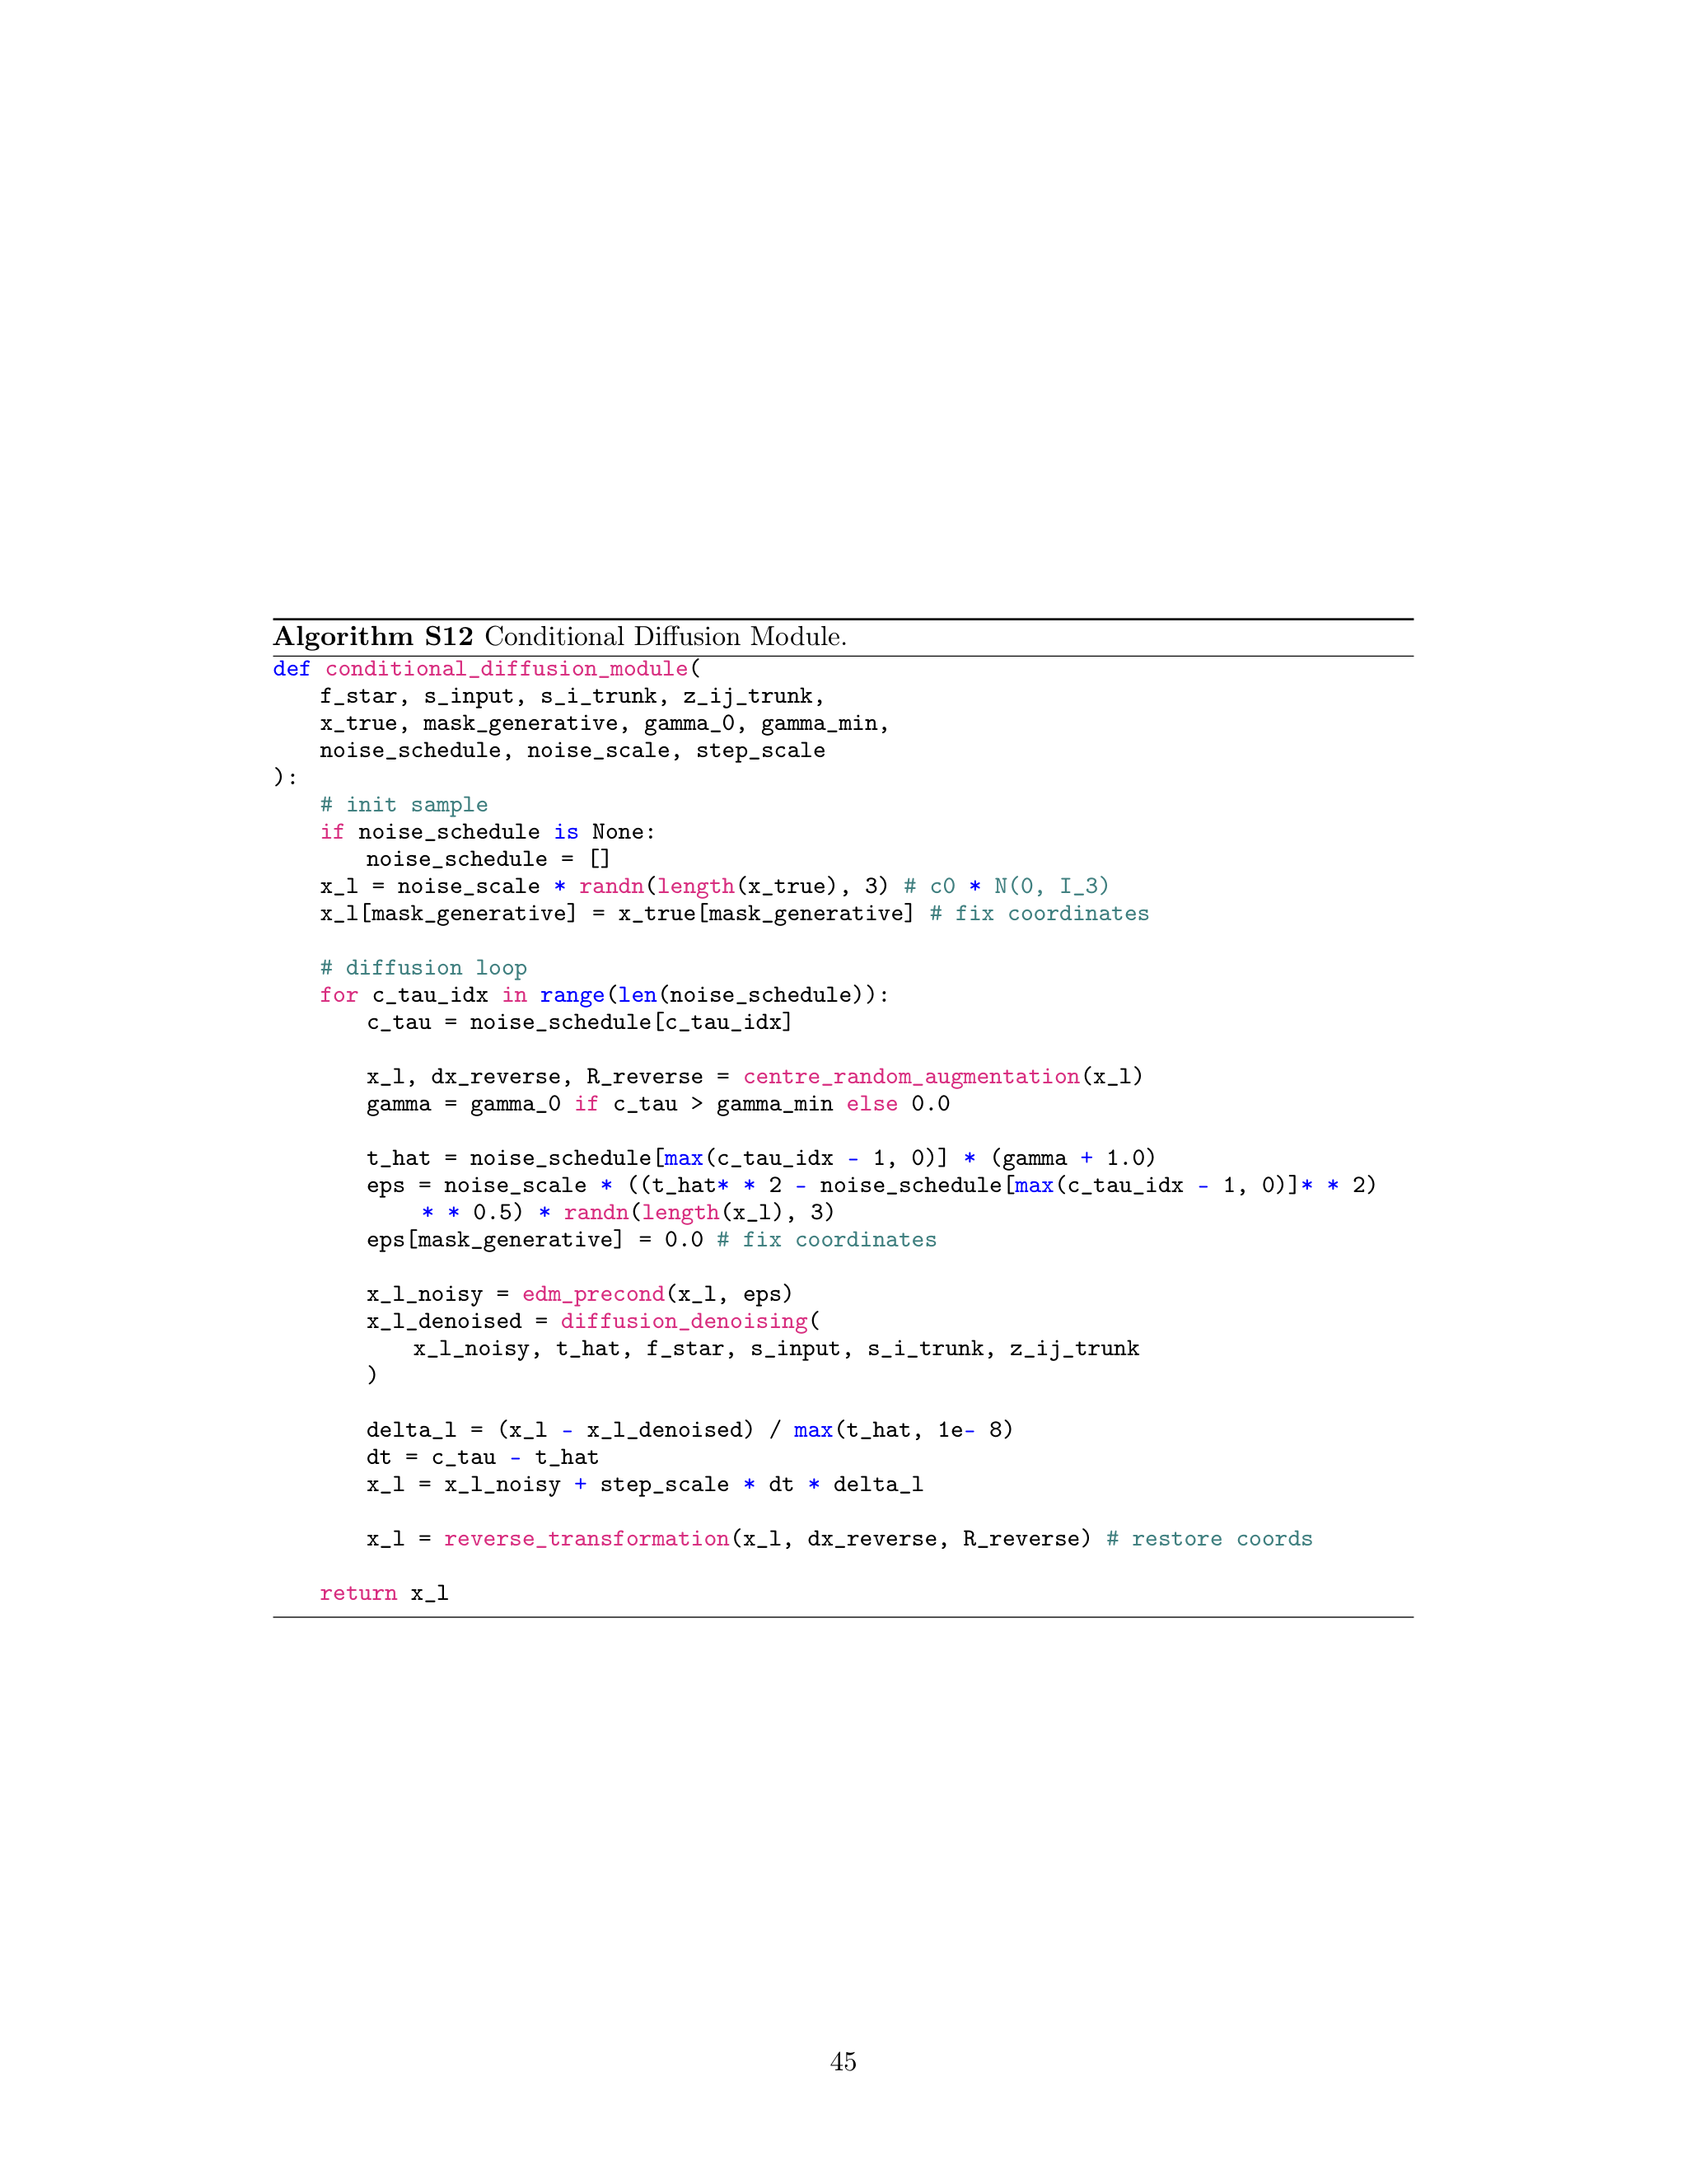 Algorithm S12 Conditional Diffusion Module.
def conditional_diffusion_module(
    f_star, s_input, s_i_trunk, z_ij_trunk,
    x_true, mask_generative, gamma_0, gamma_min,
    noise_schedule, noise_scale, step_scale
):
    # init sample
    if noise_schedule is None:
        noise_schedule = []
    x_l = noise_scale * randn(length(x_true), 3) # c0 * N(0, I_3)
    x_l[mask_generative] = x_true[mask_generative] # fix coordinates

    # diffusion loop
    for c_tau_idx in range(len(noise_schedule)):
        c_tau = noise_schedule[c_tau_idx]

        x_l, dx_reverse, R_reverse = centre_random_augmentation(x_l)
        gamma = gamma_0 if c_tau > gamma_min else 0.0

        t_hat = noise_schedule[max(c_tau_idx - 1, 0)] * (gamma + 1.0)
        eps = noise_scale * ((t_hat* * 2 - noise_schedule[max(c_tau_idx - 1, 0)]* * 2)
            * * 0.5) * randn(length(x_l), 3)
        eps[mask_generative] = 0.0 # fix coordinates

        x_l_noisy = edm_precond(x_l, eps)
        x_l_denoised = diffusion_denoising(
            x_l_noisy, t_hat, f_star, s_input, s_i_trunk, z_ij_trunk
        )

        delta_l = (x_l - x_l_denoised) / max(t_hat, 1e- 8)
        dt = c_tau - t_hat
        x_l = x_l_noisy + step_scale * dt * delta_l

        x_l = reverse_transformation(x_l, dx_reverse, R_reverse) # restore coords

    return x_l
45